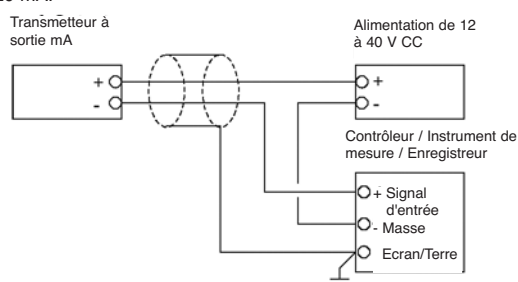 Transmetteur à
sortie mA
Alimentation de 12
à 40 V CC
+
-
+
-
Contrôleur / Instrument de
mesure / Enregistreur
+ Signal
d'entrée
- Masse
Ecran/Terre